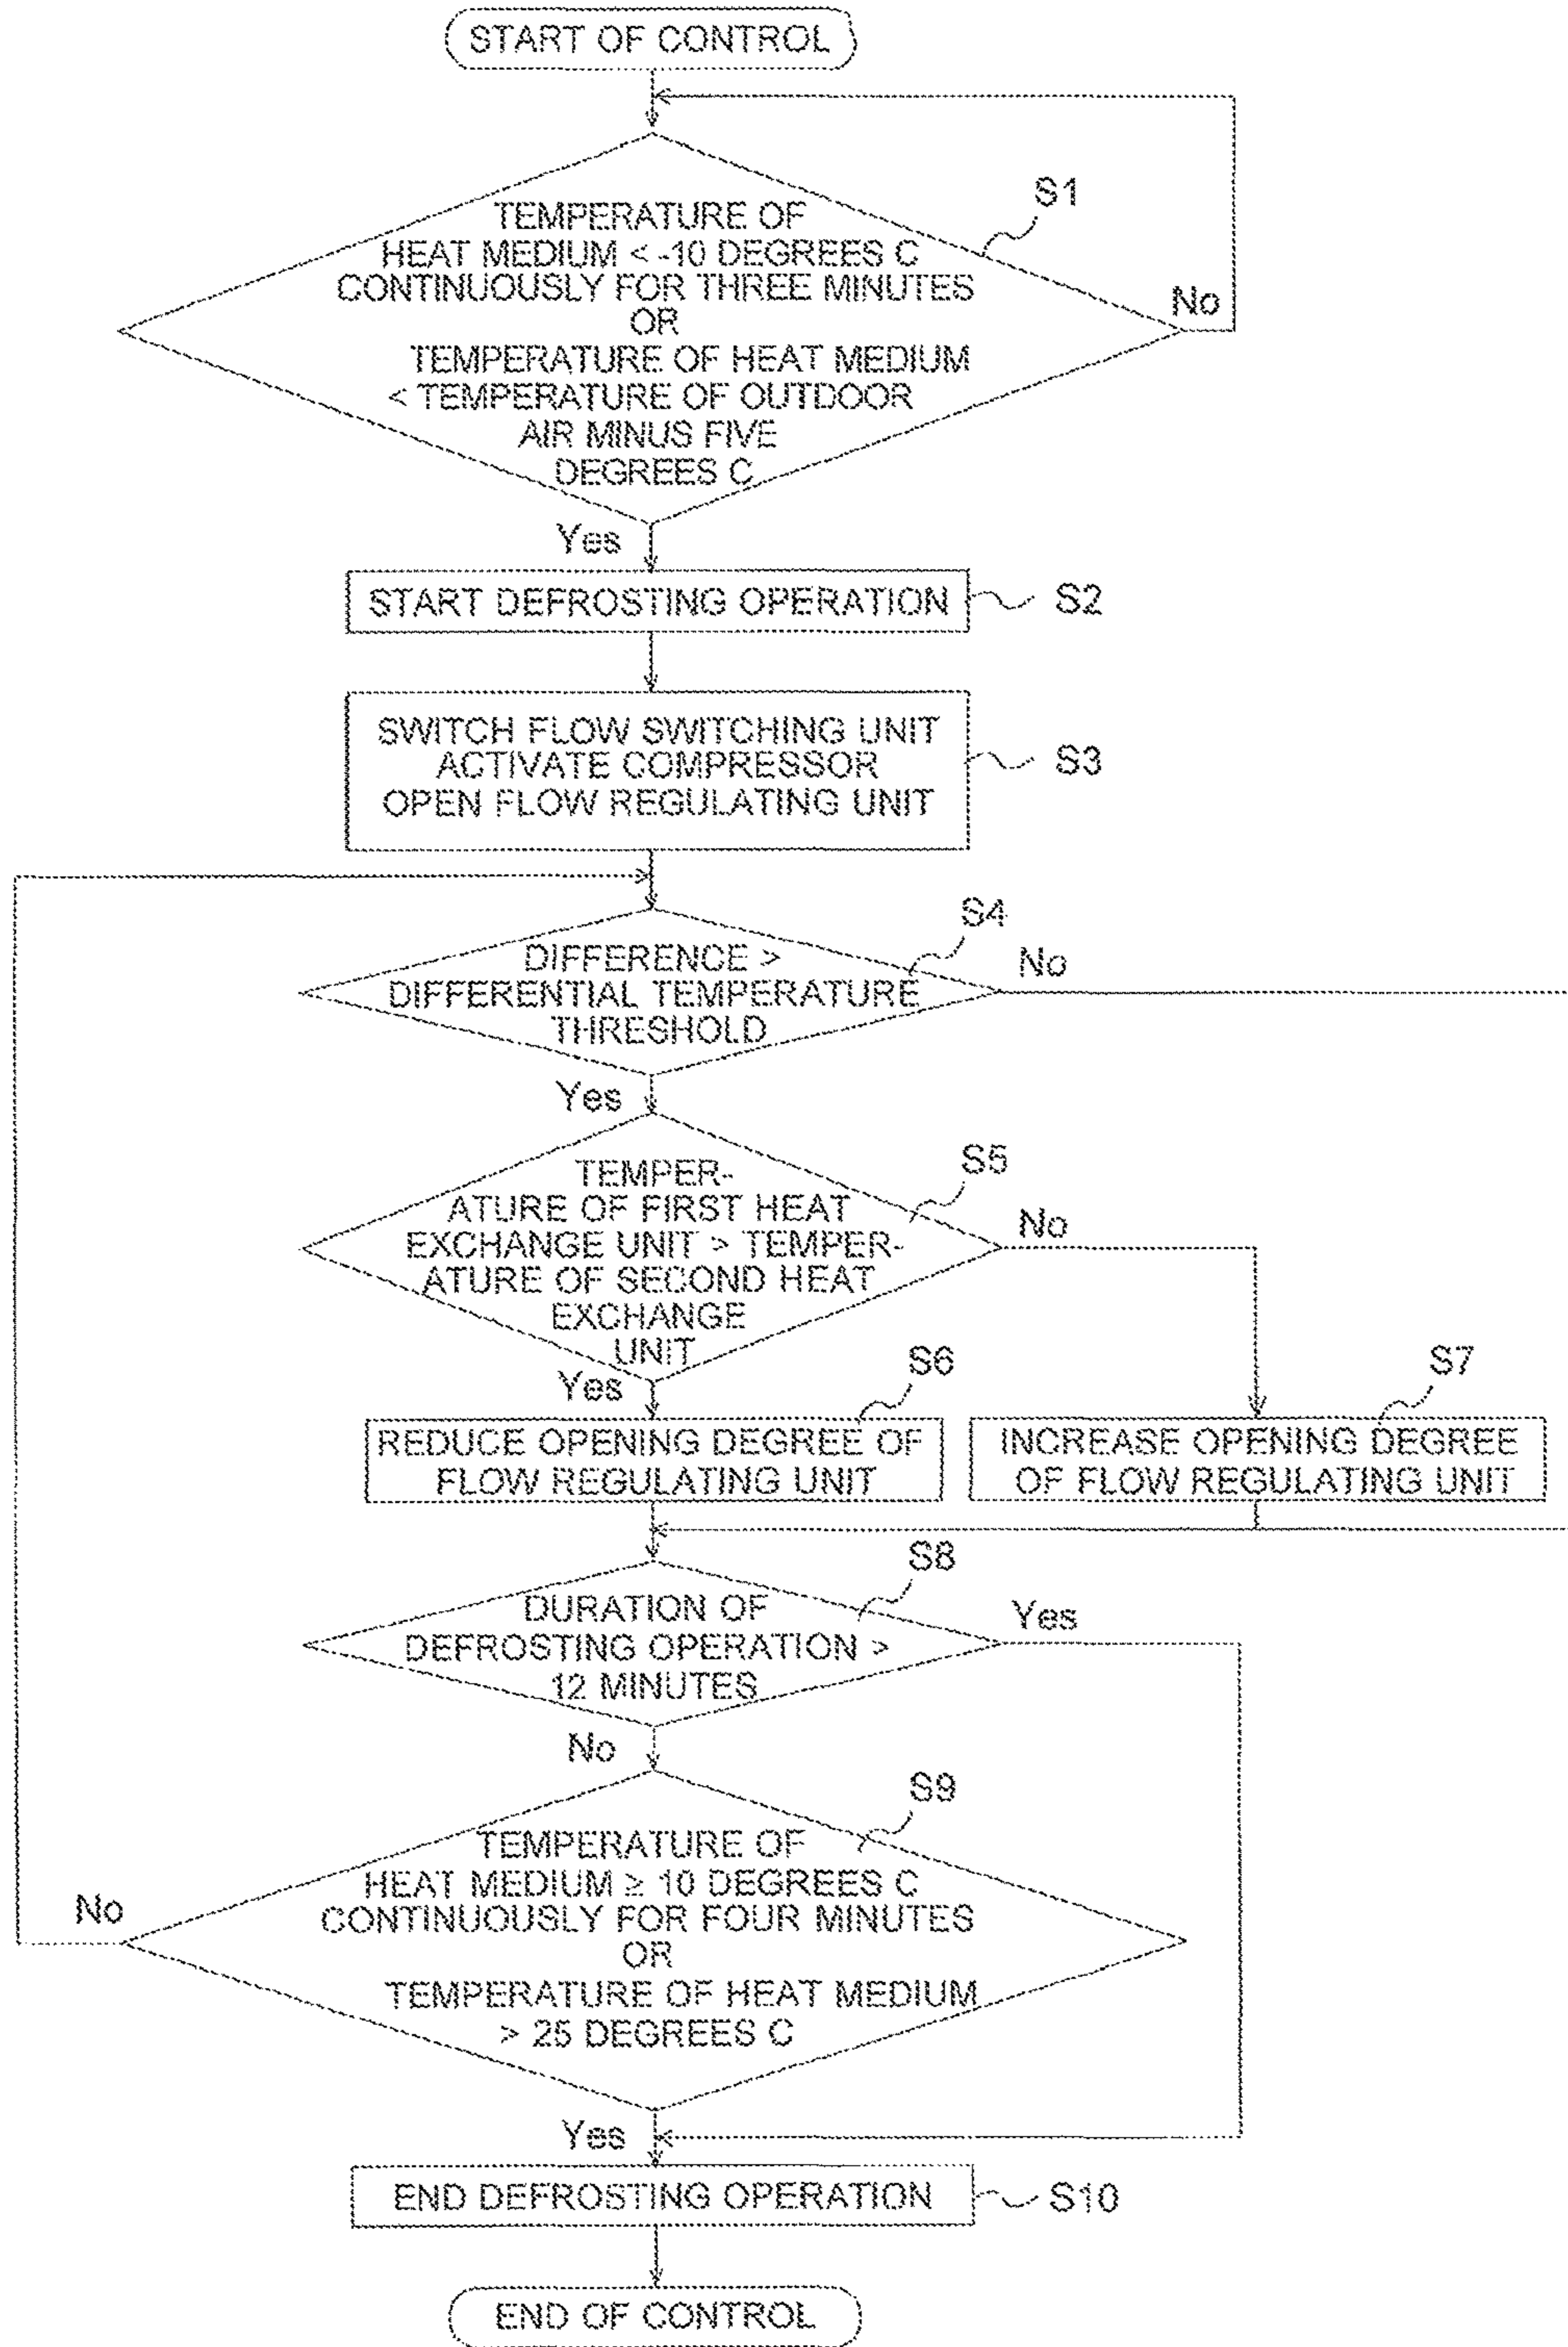 START OF CONTROL
S1
TEMPERATURE OF
HEAT MEDIUM < -10 DEGREES C
CONTINUOUSLY FOR THREE MINUTES
OR
TEMPERATURE OF HEAT MEDIUM
< TEMPERATURE OF OUTDOOR
AIR MINUS FIVE
DEGREES C
No
Yes
START DEFROSTING OPERATION
S2
SWITCH FLOW SWITCHING UNIT
ACTIVATE COMPRESSOR
OPEN FLOW REGULATING UNIT
S3
S4
DIFFERENCE >
DIFFERENTIAL TEMPERATURE
THRESHOLD
No
Yes
S5
TEMPER-
ATURE OF FIRST HEAT
EXCHANGE UNIT > TEMPER-
ATURE OF SECOND HEAT
EXCHANGE
UNIT
No
Yes
S6
REDUCE OPENING DEGREE OF
FLOW REGULATING UNIT
S7
INCREASE OPENING DEGREE
OF FLOW REGULATING UNIT
S8
DURATION OF
DEFROSTING OPERATION >
12 MINUTES
Yes
No
S9
TEMPERATURE OF
HEAT MEDIUM ≥ 10 DEGREES C
CONTINUOUSLY FOR FOUR MINUTES
OR
TEMPERATURE OF HEAT MEDIUM
> 25 DEGREES C
No
Yes
END DEFROSTING OPERATION
S10
END OF CONTROL